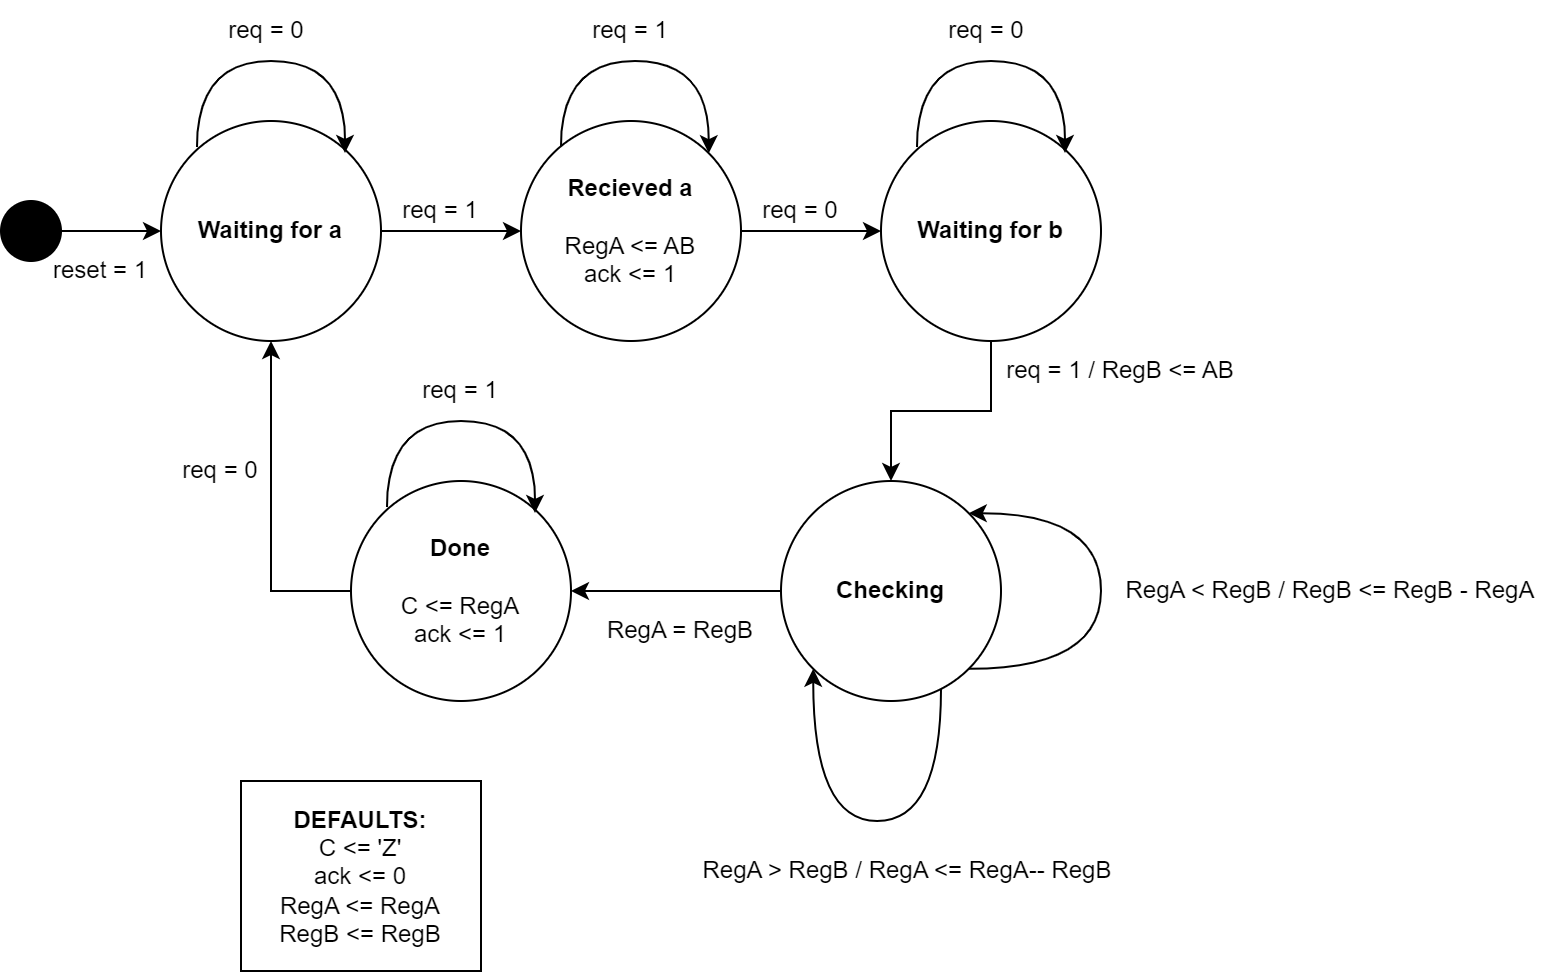 req = 0
req = 1
req = 0
Waiting for a
req = 1
Recieved a
RegA <= AB
ack <= 1
req = 0
Waiting for b
reset = 1
req = 1 / RegB <= AB
req = 1
req = 0
Done
C <= RegA
ack <= 1
RegA = RegB
Checking
RegA < RegB / RegB <= RegB - RegA
RegA > RegB / RegA <= RegA-- RegB
DEFAULTS:
C <= 'Z'
ack <= 0
RegA <= RegA
RegB <= RegB